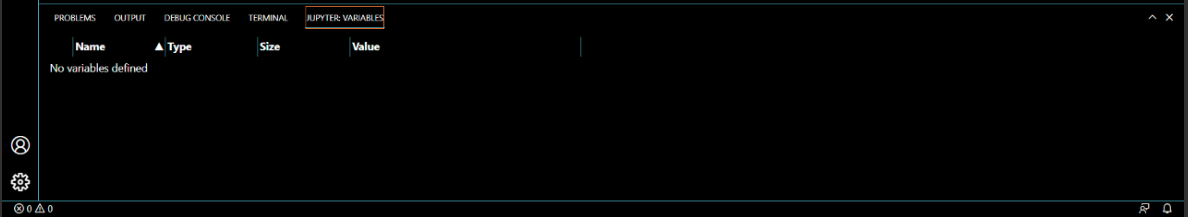 PROBLEMS OUTPUT DEBUG CONSOLE TERMINAL JUPYTER: VARIABLES
Name ▲ Type Size Value
No variables defined
0 0